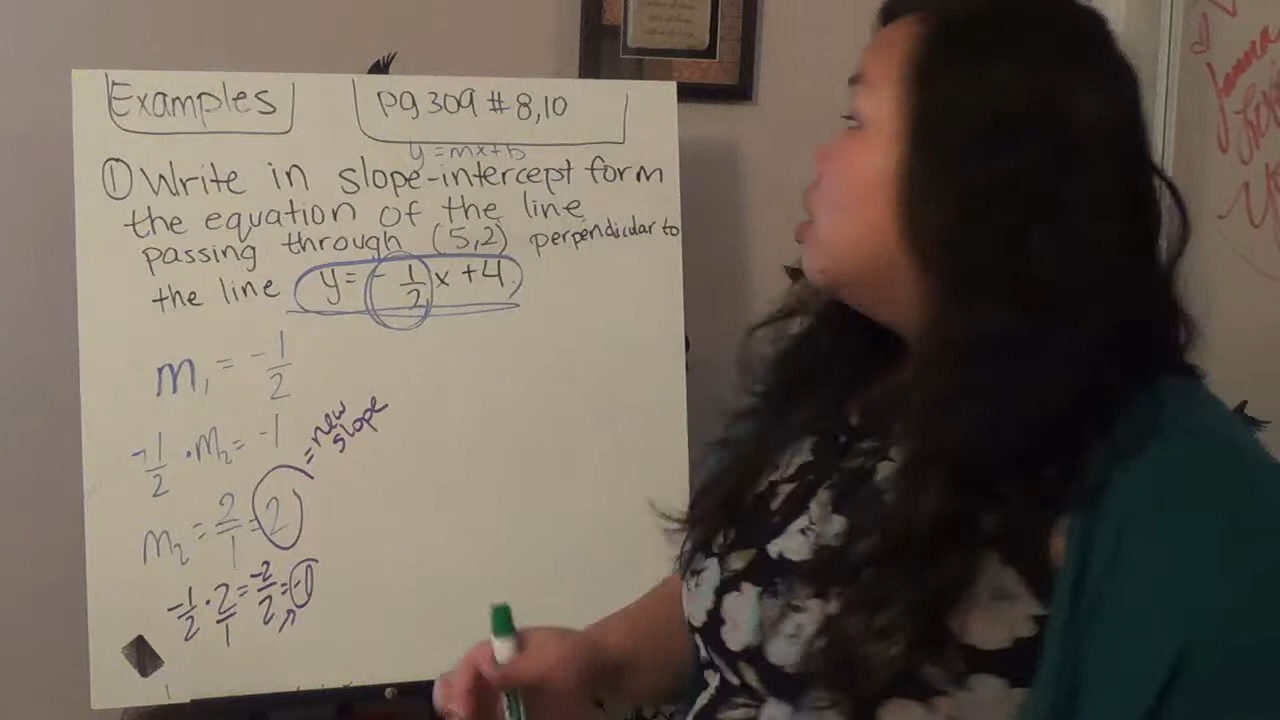 Examples
pg 309 # 8,10
y = mx+b
① Write in slope-intercept form
the equation of the line
passing through (5,2) perpendicular to
the line y = -1/2 x + 4.
m₁ = -1/2
-1/2 · m₂ = -1
m₂ = 2/1 = 2 = new slope
-1/2 · 2/1 = -2/2 = -1